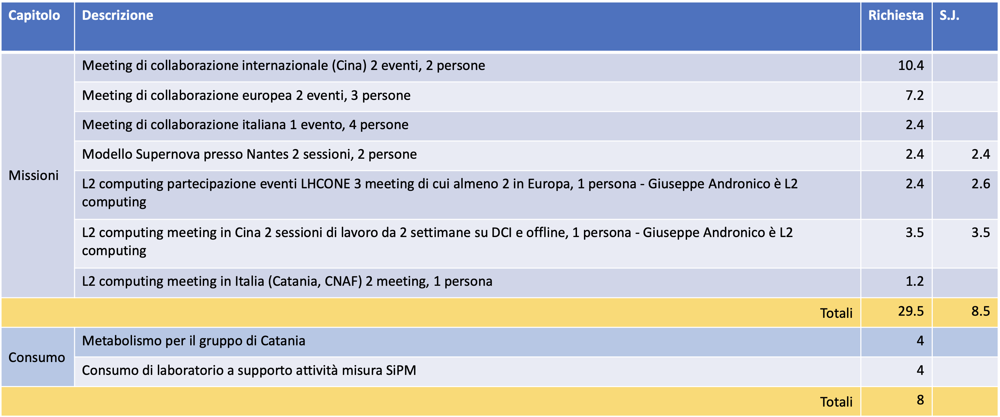 Capitolo Descrizione Richiesta S.J.
Missioni
Meeting di collaborazione internazionale (Cina) 2 eventi, 2 persone 10.4
Meeting di collaborazione europea 2 eventi, 3 persone 7.2
Meeting di collaborazione italiana 1 evento, 4 persone 2.4
Modello Supernova presso Nantes 2 sessioni, 2 persone 2.4 2.4
L2 computing partecipazione eventi LHCONE 3 meeting di cui almeno 2 in Europa, 1 persona - Giuseppe Andronico è L2 2.4 2.6
computing
L2 computing meeting in Cina 2 sessioni di lavoro da 2 settimane su DCI e offline, 1 persona - Giuseppe Andronico è L2 3.5 3.5
computing
L2 computing meeting in Italia (Catania, CNAF) 2 meeting, 1 persona 1.2
Totali 29.5 8.5
Consumo
Metabolismo per il gruppo di Catania 4
Consumo di laboratorio a supporto attività misura SiPM 4
Totali 8